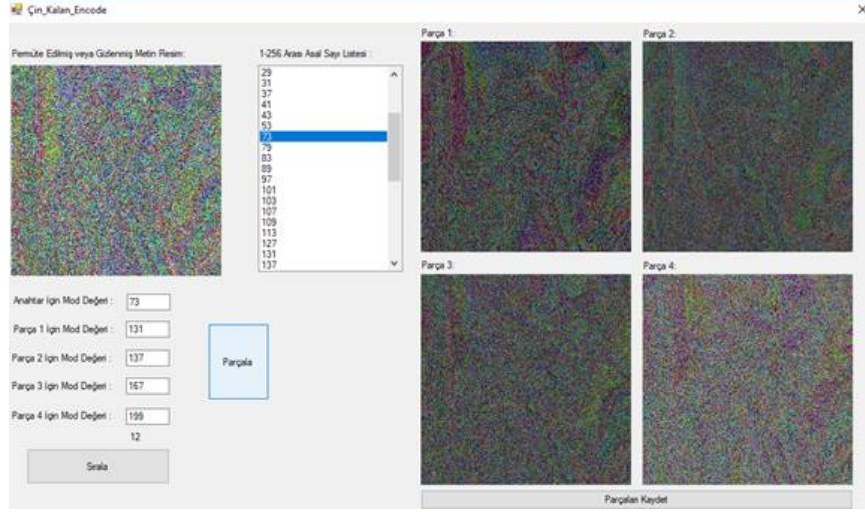 Çin_Kalan_Encode
Permüte Edilmiş veya Gizlenmiş Metin Resim:
1-256 Arası Asal Sayı Listesi :
29
31
37
41
43
53
73
79
83
89
97
101
103
107
109
113
127
131
137
Anahtar İçin Mod Değeri : 73
Parça 1 İçin Mod Değeri : 131
Parça 2 İçin Mod Değeri : 137
Parça 3 İçin Mod Değeri : 167
Parça 4 İçin Mod Değeri : 199
12
Sırala
Parçala
Parça 1:
Parça 2:
Parça 3:
Parça 4:
Parçaları Kaydet